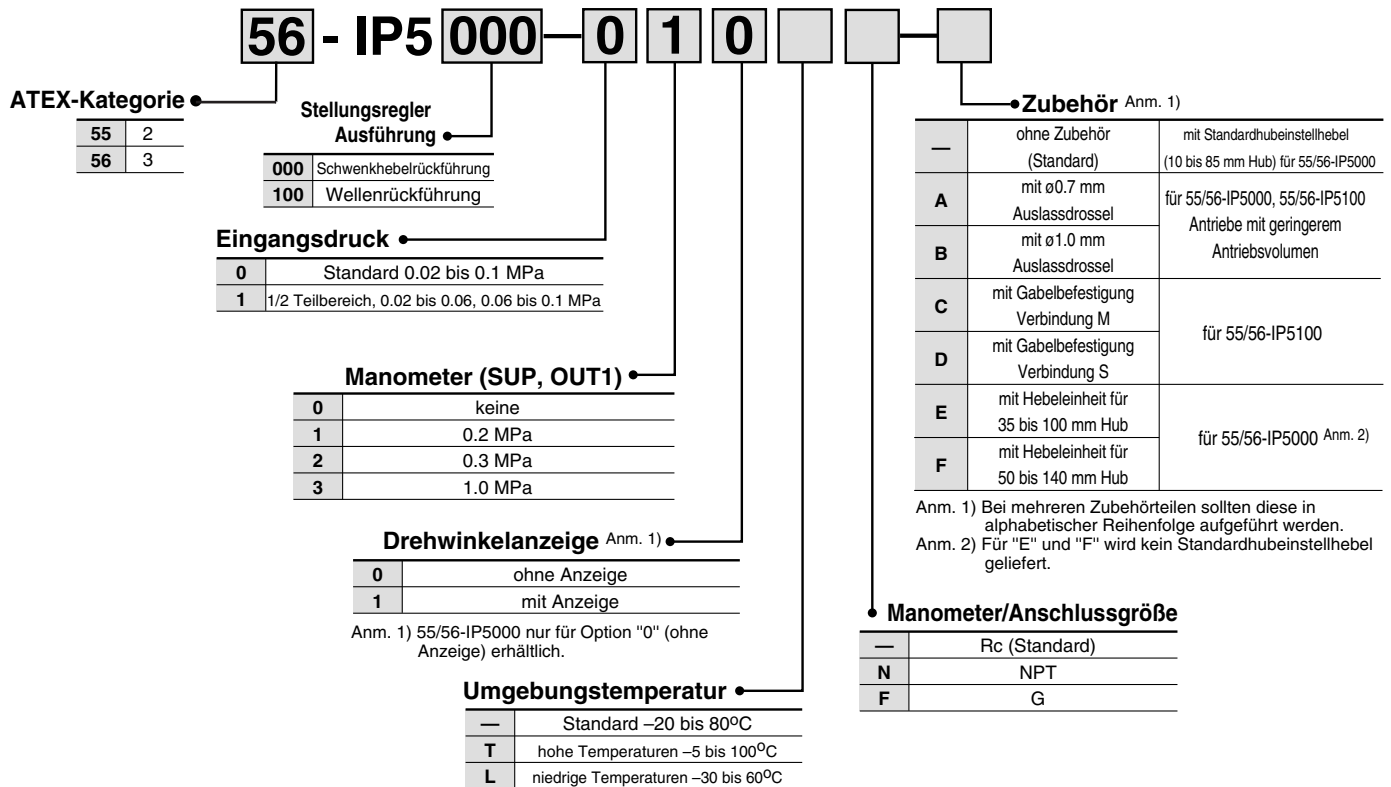 56 - IP5 000 — 0 1 0 —
ATEX-Kategorie
55 2
56 3
Stellungsregler
Ausführung
000 Schwenkhebelrückführung
100 Wellenrückführung
Eingangsdruck
0 Standard 0.02 bis 0.1 MPa
1 1/2 Teilbereich, 0.02 bis 0.06, 0.06 bis 0.1 MPa
Manometer (SUP, OUT1)
0 keine
1 0.2 MPa
2 0.3 MPa
3 1.0 MPa
Drehwinkelanzeige Anm. 1)
0 ohne Anzeige
1 mit Anzeige
Anm. 1) 55/56-IP5000 nur für Option "0" (ohne
Anzeige) erhältlich.
Umgebungstemperatur
— Standard –20 bis 80ºC
T hohe Temperaturen –5 bis 100ºC
L niedrige Temperaturen –30 bis 60ºC
Zubehör Anm. 1)
—
ohne Zubehör
(Standard)
mit Standardhubeinstellhebel
(10 bis 85 mm Hub) für 55/56-IP5000
A
mit ø0.7 mm
Auslassdrossel
B
mit ø1.0 mm
Auslassdrossel
für 55/56-IP5000, 55/56-IP5100
Antriebe mit geringerem
Antriebsvolumen
C
mit Gabelbefestigung
Verbindung M
D
mit Gabelbefestigung
Verbindung S
für 55/56-IP5100
E
mit Hebeleinheit für
35 bis 100 mm Hub
F
mit Hebeleinheit für
50 bis 140 mm Hub
für 55/56-IP5000 Anm. 2)
Anm. 1) Bei mehreren Zubehörteilen sollten diese in
alphabetischer Reihenfolge aufgeführt werden.
Anm. 2) Für "E" und "F" wird kein Standardhubeinstellhebel
geliefert.
Manometer/Anschlussgröße
— Rc (Standard)
N NPT
F G